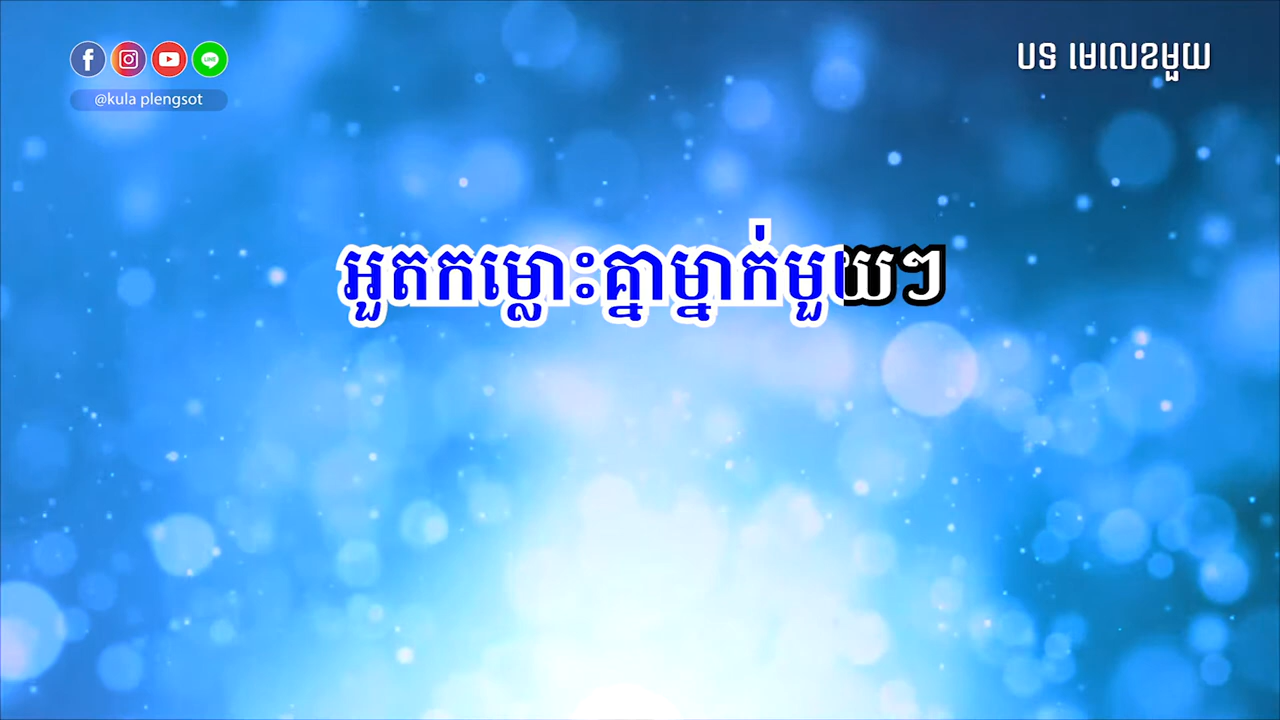 @kula plengsot
បទ មេលេខមួយ
អួតកម្លោះគ្នាម្នាក់មួយៗ